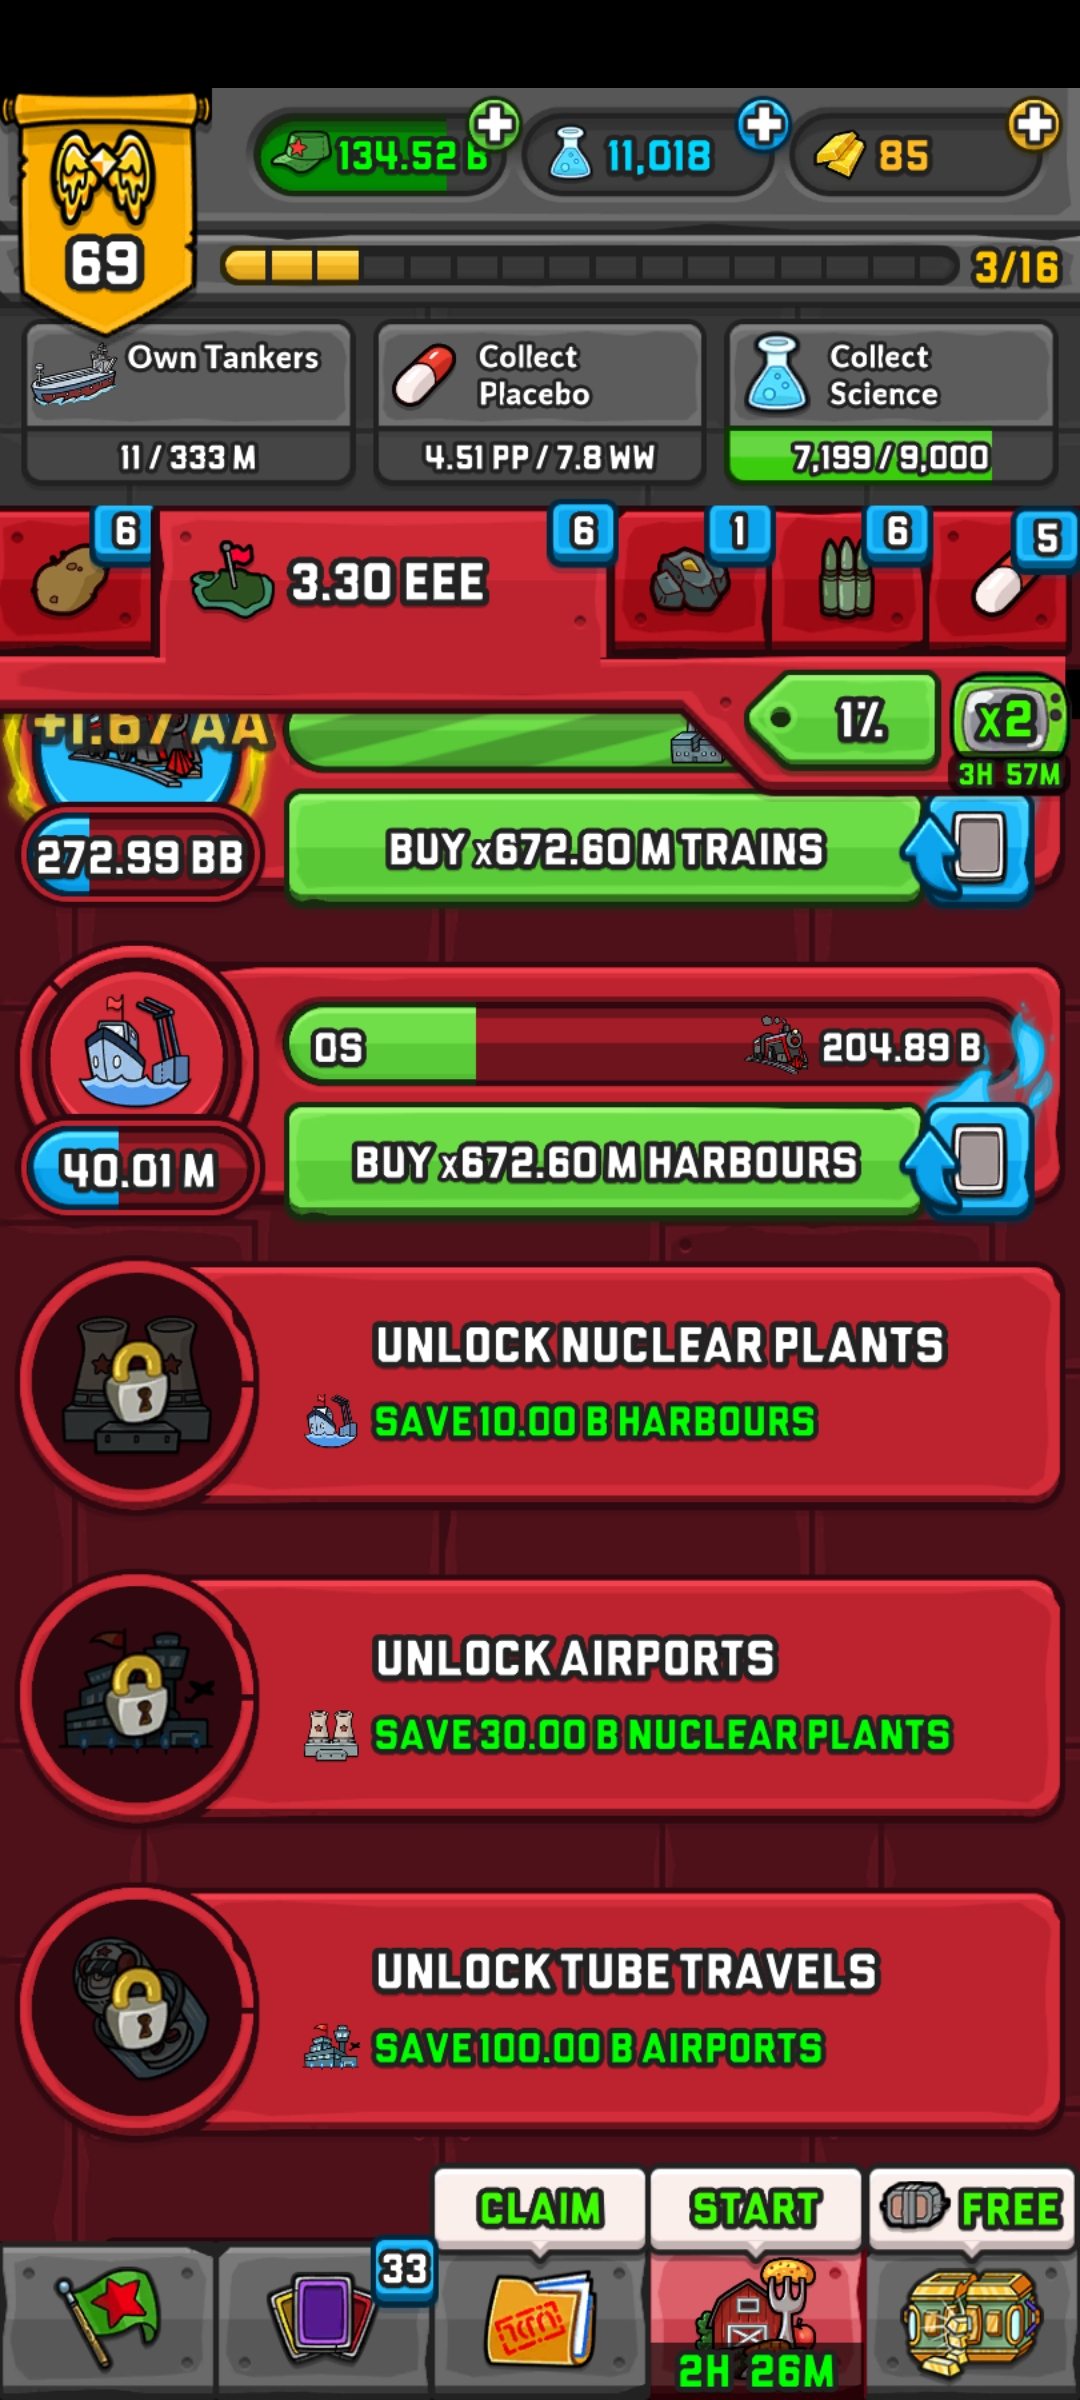 134.52 B
11,018
85
69
3/16
Own Tankers
Collect
Placebo
Collect
Science
11 / 333 M
4.51 PP / 7.8 WW
7,199 / 9,000
6
3.30 EEE
6
1
6
5
1%
x2
3H 57M
+1.67 AA
272.99 BB
BUY x672.60 M TRAINS
0S
204.89 B
40.01 M
BUY x672.60 M HARBOURS
UNLOCK NUCLEAR PLANTS
SAVE 10.00 B HARBOURS
UNLOCK AIRPORTS
SAVE 30.00 B NUCLEAR PLANTS
UNLOCK TUBE TRAVELS
SAVE 100.00 B AIRPORTS
CLAIM
START
FREE
33
2H 26M